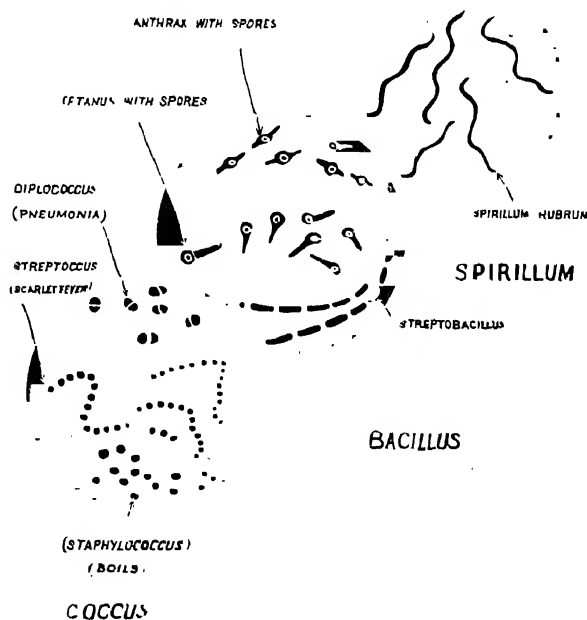 ANTHRAX WITH SPORES
TETANUS WITH SPORES
DIPLOCOCCUS
(PNEUMONIA)
SPIRILLUM RUBRUM
STREPTOCCUS
(SCARLET FEVER)
SPIRILLUM
STREPTOBACILLUS
BACILLUS
(STAPHYLOCOCCUS)
(BOILS)
COCCUS